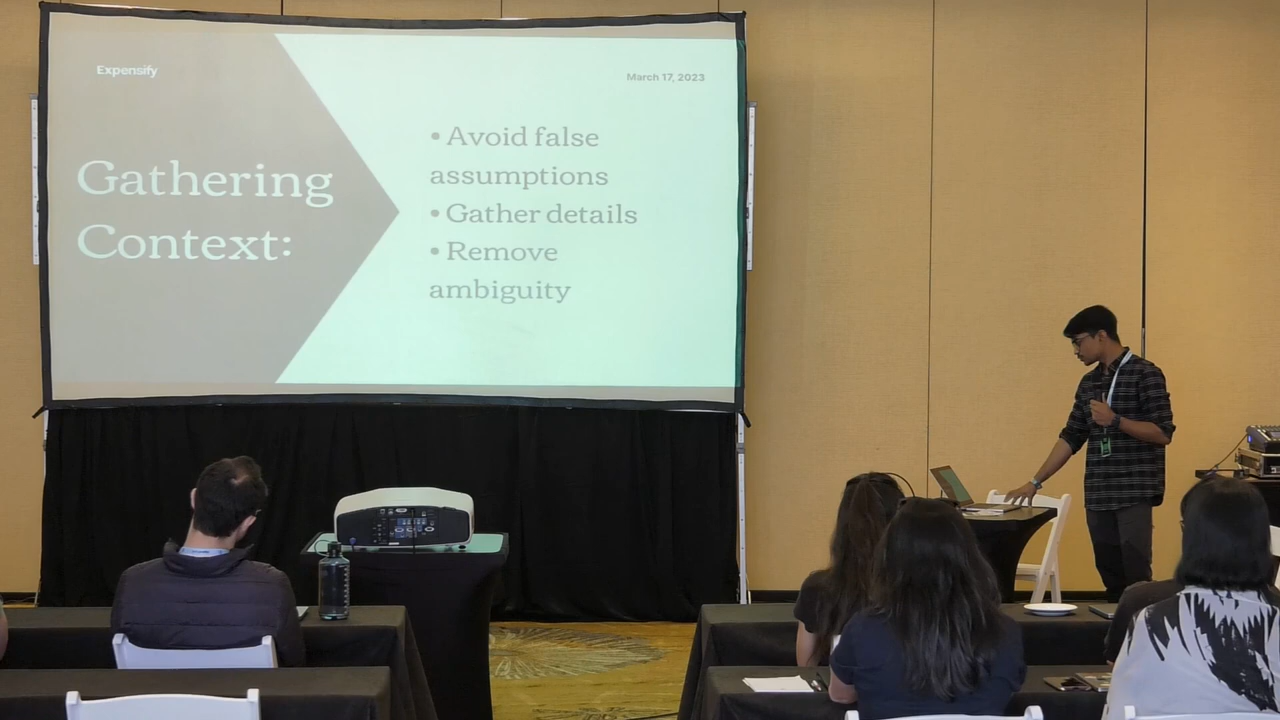 Expensify
March 17, 2023
Gathering
Context:
• Avoid false
assumptions
• Gather details
• Remove
ambiguity